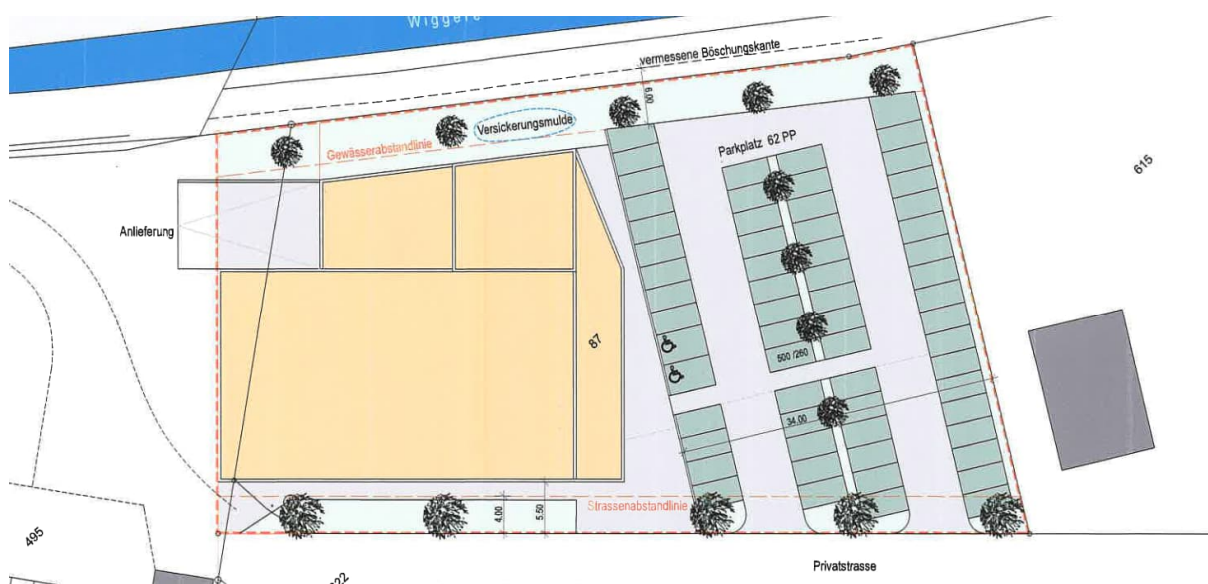 Wigger
vermessene Böschungskante
6.00
Versickerungsmulde
Gewässerabstandlinie
Parkplatz 62 PP
615
Anlieferung
87
500 /260
34.00
4.00
5.50
Strassenabstandlinie
495
Privatstrasse